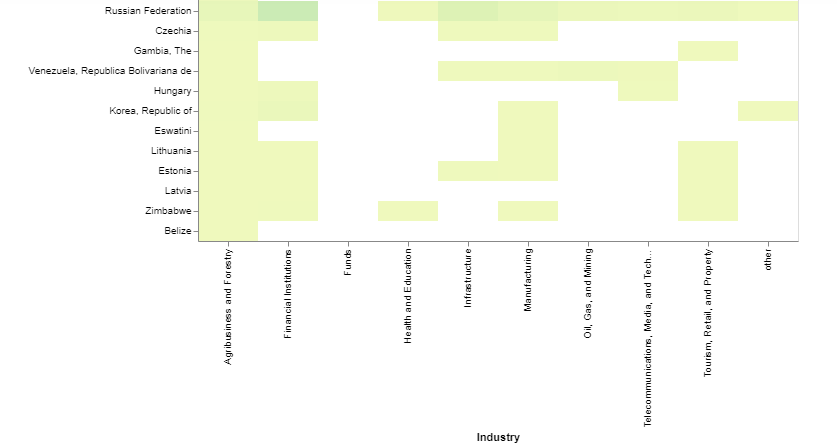 Russian Federation
Czechia
Gambia, The
Venezuela, Republica Bolivariana de
Hungary
Korea, Republic of
Eswatini
Lithuania
Estonia
Latvia
Zimbabwe
Belize
Agribusiness and Forestry
Financial Institutions
Funds
Health and Education
Infrastructure
Manufacturing
Oil, Gas, and Mining
Telecommunications, Media, and Tech...
Tourism, Retail, and Property
other
Industry